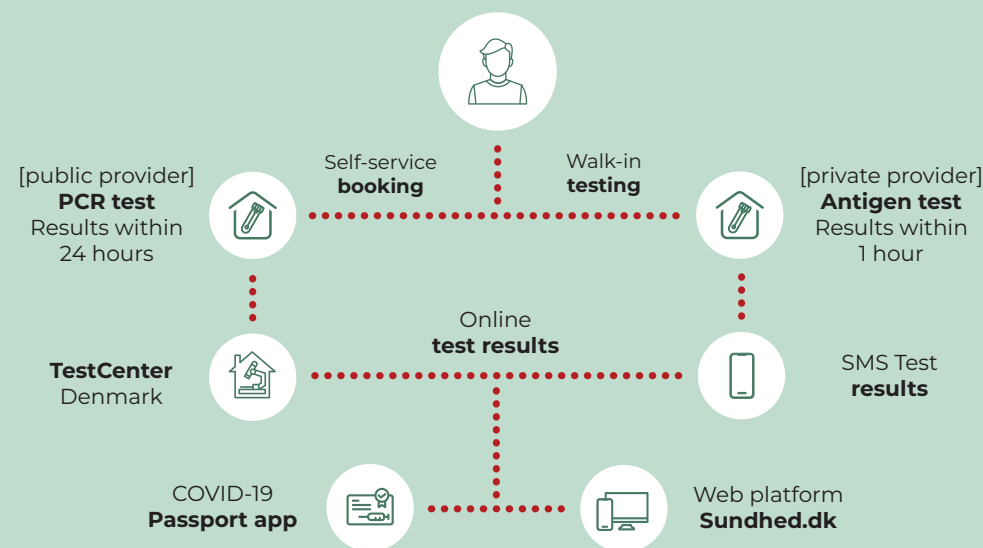 Self-service
booking
Walk-in
testing
[public provider]
PCR test
Results within
24 hours
[private provider]
Antigen test
Results within
1 hour
Online
test results
TestCenter
Denmark
SMS Test
results
COVID-19
Passport app
Web platform
Sundhed.dk